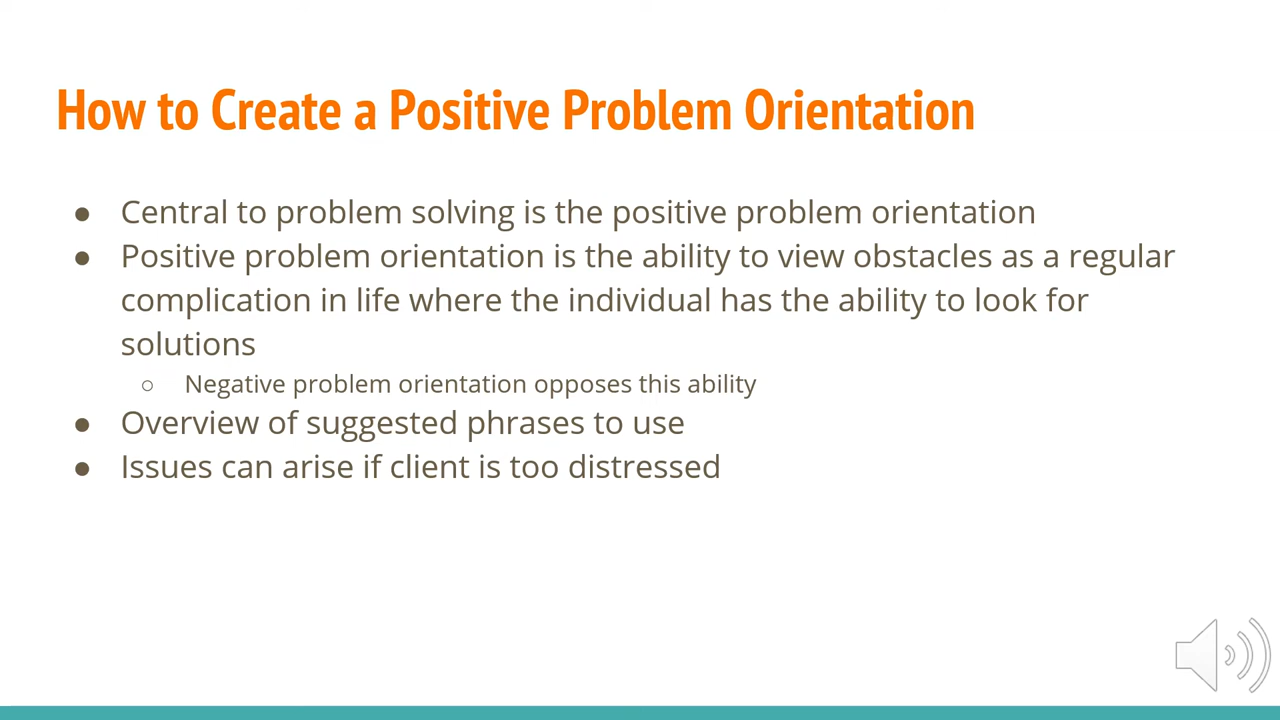 How to Create a Positive Problem Orientation
● Central to problem solving is the positive problem orientation
● Positive problem orientation is the ability to view obstacles as a regular
complication in life where the individual has the ability to look for
solutions
○ Negative problem orientation opposes this ability
● Overview of suggested phrases to use
● Issues can arise if client is too distressed